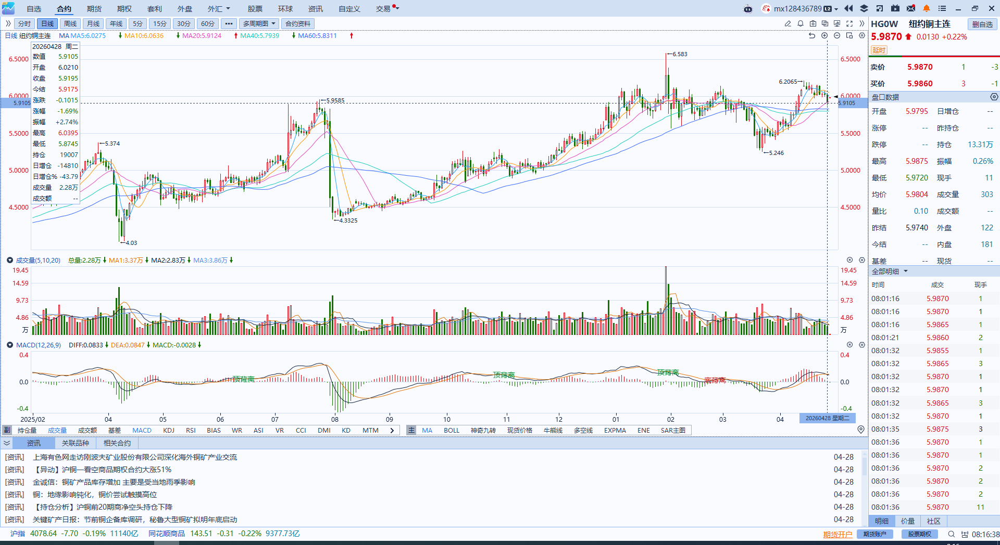 自选 合约 期货 期权 套利 外盘 外汇 股票 环球 资讯 自定义 交易 mx128436789 L2
分时 日线 周线 月线 年线 5分 15分 30分 60分 ••• 多周期图 合约资料
日线 纽约铜主连 MA MA5:6.0275 MA10:6.0636 MA20:5.9124 MA40:5.7939 MA60:5.8311
20260428 周二
数值 5.9105
开盘 6.0210
收盘 5.9195
今结 5.9175
涨跌 -0.1015
涨幅 -1.69%
振幅 +2.74%
最高 6.0395
最低 5.8745
持仓 19007
日增仓 -14810
日增仓% -43.79
成交量 2.28万
成交额 --
6.5000
6.0000
5.9105
5.5000
5.0000
4.5000
5.374
4.03
5.9585
4.3325
6.583
5.246
6.2065
6.5000
6.0000
5.9105
5.5000
5.0000
4.5000
成交量(5,10,20) 总量:2.28万 MA1:3.37万 MA2:2.83万 MA3:3.86万
19.45 19.45
14.59 14.59
9.73 9.73
4.86 4.86
万 万
MACD(12,26,9) DIFF:0.0833 DEA:0.0847 MACD:-0.0028
0.4 0.4
顶背离 顶背离 顶背离 底背离
0.0 0.0
-0.4 -0.4
2025/02 04 05 06 07 08 09 10 11 12 01 02 03 04 20260428 星期二
副 持仓量 成交量 成交额 基差 MACD KDJ RSI BIAS WR ASI VR CCI DMI KD MTM 主 MA BOLL 神奇九转 现货价格 牛熊线 多空线 EXPMA ENE SAR主图
资讯 关联品种 相关合约
[资讯] 上海有色网走访刚波夫矿业股份有限公司深化海外铜矿产业交流 04-28
[资讯] 【异动】沪铜一看空商品期权合约大涨51% 04-28
[资讯] 金诚信：铜矿产品库存增加 主要是受当地雨季影响 04-28
[资讯] 铜：地缘影响钝化，铜价尝试触摸高位 04-28
[资讯] 【持仓分析】沪铜前20期商净空头持仓下降 04-28
[资讯] 关键矿产日报：节前铜企备库调研，秘鲁大型铜矿拟明年底启动 04-28
沪指 4078.64 -7.70 -0.19% 11140亿 同花顺商品 143.51 -0.31 -0.22% 9377.73亿
期货开户 期货账户 股票期权 08:16:38
HG0W 纽约铜主连 删自选
5.9870 0.0130 +0.22%
延时
卖价 5.9870 1 -3
买价 5.9860 3 -1
盘口数据
开盘 5.9795 日增仓 --
涨停 -- 昨持仓 --
跌停 -- 持仓 13.31万
最高 5.9875 振幅 0.26%
最低 5.9720 现手 11
均价 5.9804 成交量 303
量比 0.10 成交额 --
昨结 5.9740 外盘 122
今结 -- 内盘 181
基差 -- 现货 --
全部明细
时间 成交 现手
08:01:16 5.9870 1
08:01:16 5.9870 1
08:01:16 5.9865 1
08:01:21 5.9860 2
08:01:32 5.9855 1
08:01:32 5.9865 3
08:01:32 5.9870 1
08:01:32 5.9870 1
08:01:32 5.9865 3
08:01:32 5.9870 1
08:01:35 5.9875 3
08:01:36 5.9870 1
08:01:36 5.9870 1
08:01:36 5.9870 2
08:01:36 5.9870 2
08:01:36 5.9870 2
08:01:36 5.9870 11
明细 价量 社区